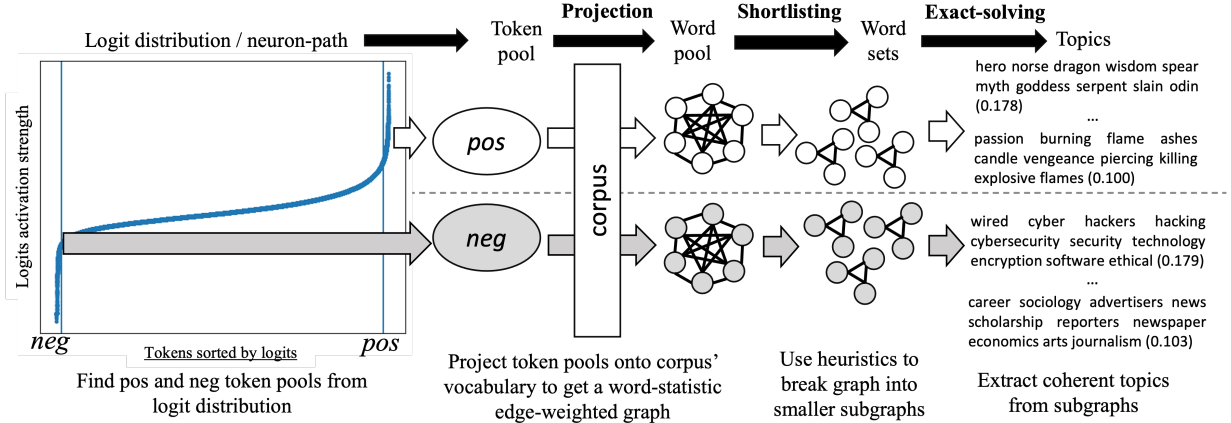 Projection
Shortlisting
Exact-solving
Logit distribution / neuron-path
Token
pool
Word
pool
Word
sets
Topics
Logits activation strength
neg
pos
Tokens sorted by logits
pos
neg
corpus
hero norse dragon wisdom spear
myth goddess serpent slain odin
(0.178)
...
passion burning flame ashes
candle vengeance piercing killing
explosive flames (0.100)
wired cyber hackers hacking
cybersecurity security technology
encryption software ethical (0.179)
...
career sociology advertisers news
scholarship reporters newspaper
economics arts journalism (0.103)
Find pos and neg token pools from
logit distribution
Project token pools onto corpus'
vocabulary to get a word-statistic
edge-weighted graph
Use heuristics to
break graph into
smaller subgraphs
Extract coherent topics
from subgraphs